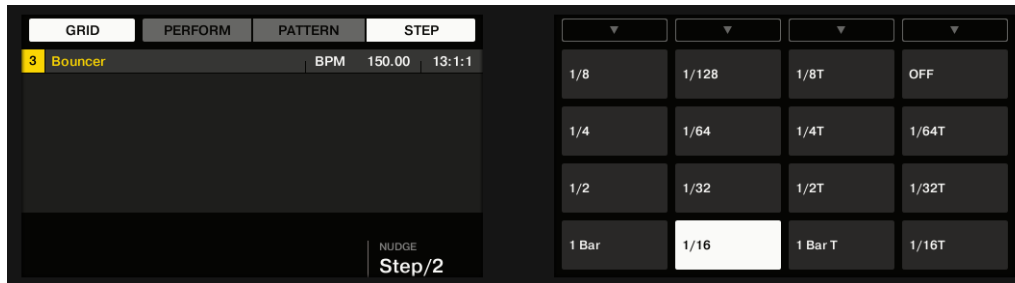 GRID PERFORM PATTERN STEP
3 Bouncer BPM 150.00 13:1:1
NUDGE
Step/2
1/8 1/128 1/8T OFF
1/4 1/64 1/4T 1/64T
1/2 1/32 1/2T 1/32T
1 Bar 1/16 1 Bar T 1/16T